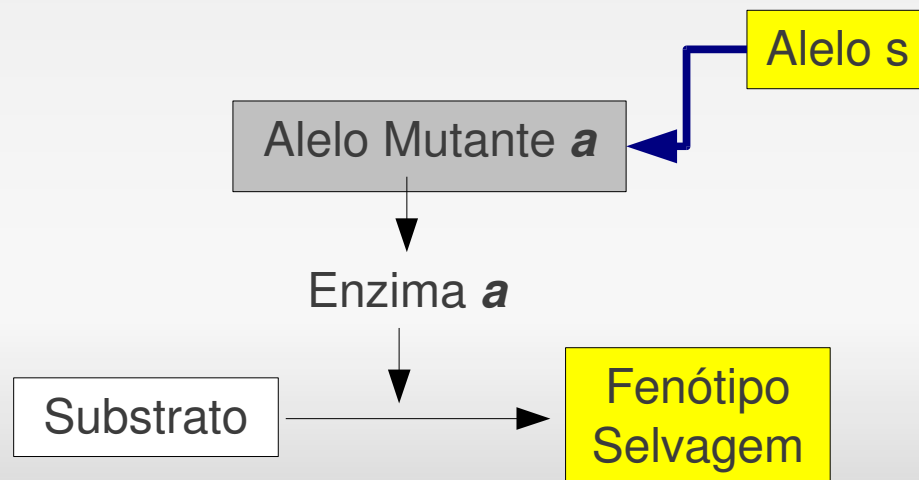 Alelo s
Alelo Mutante a
Enzima a
Substrato
Fenótipo
Selvagem